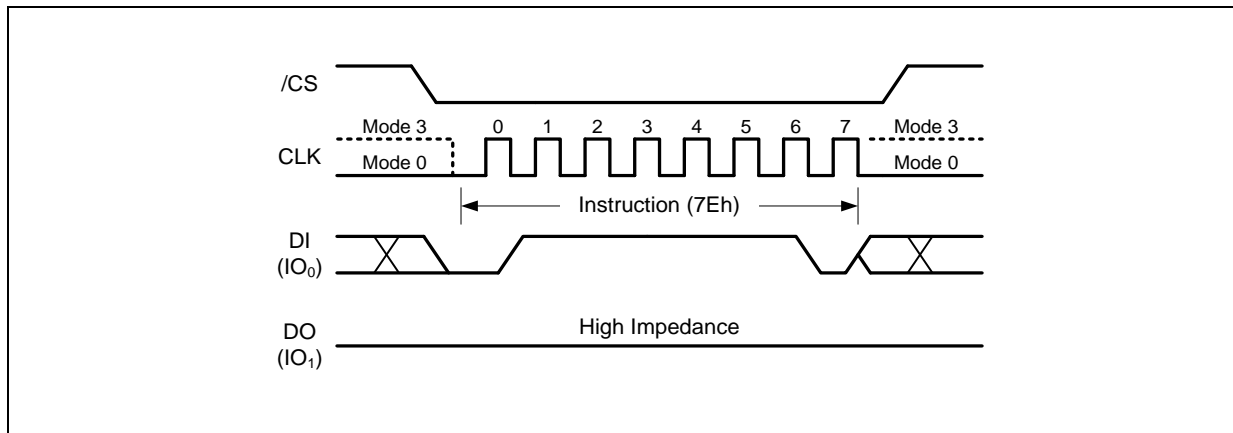 /CS
Mode 3 0 1 2 3 4 5 6 7 Mode 3
CLK
Mode 0 Mode 0
Instruction (7Eh)
DI
(IO₀)
High Impedance
DO
(IO₁)